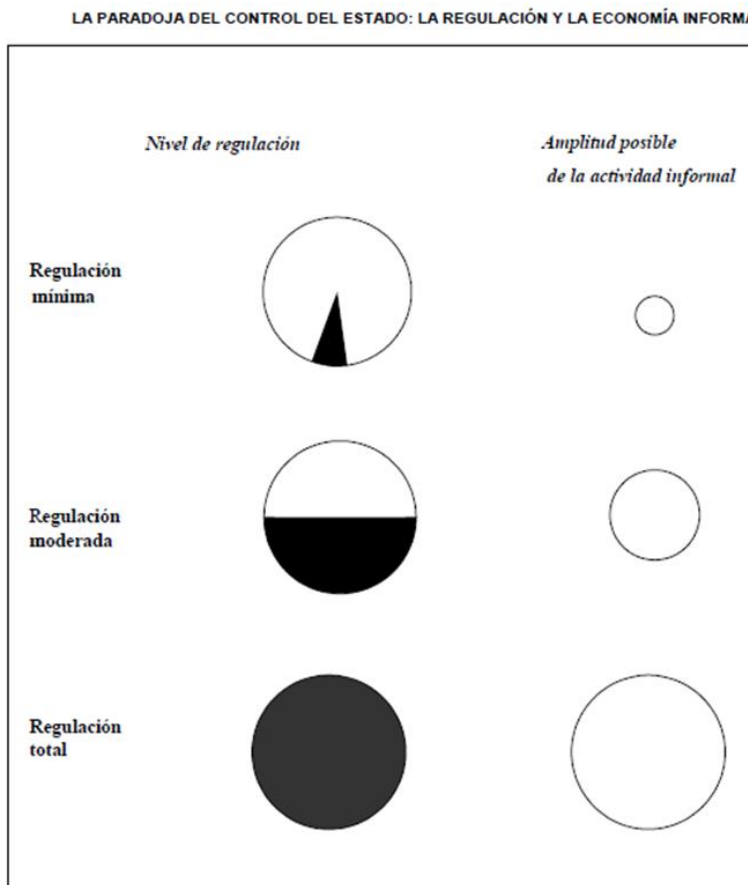 LA PARADOJA DEL CONTROL DEL ESTADO: LA REGULACIÓN Y LA ECONOMÍA INFORMA
Nivel de regulación
Amplitud posible
de la actividad informal
Regulación
mínima
Regulación
moderada
Regulación
total